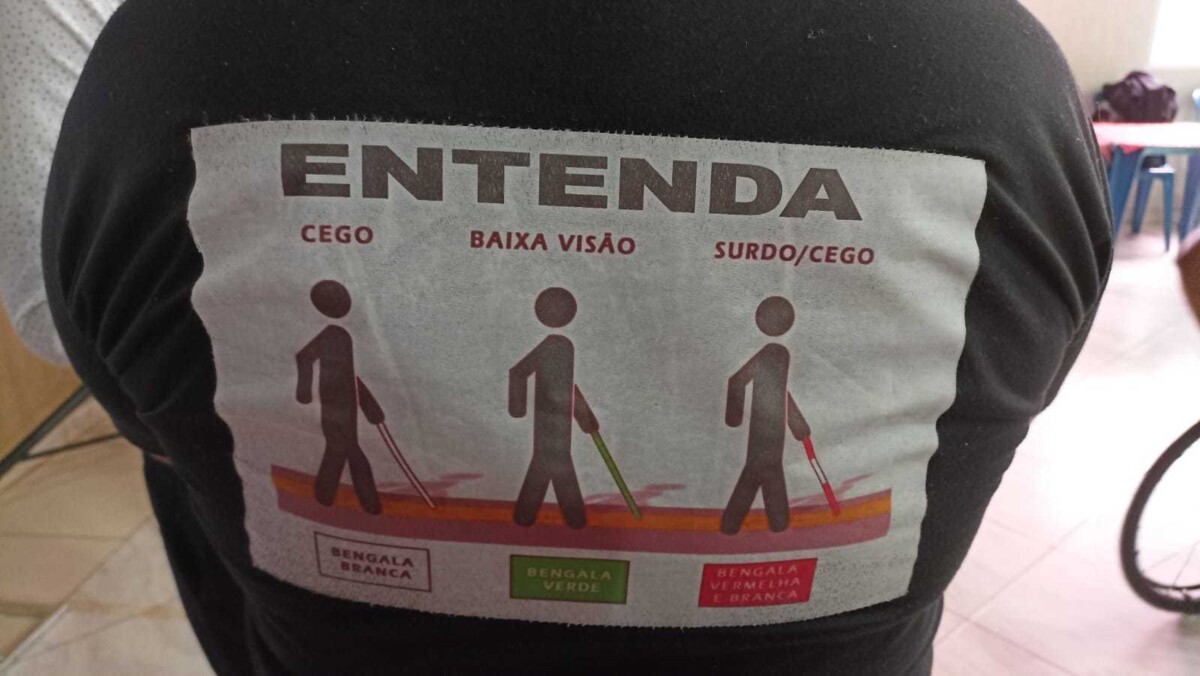 ENTENDA
CEGO
BAIXA VISÃO
SURDO/CEGO
BENGALA
BRANCA
BENGALA
VERDE
BENGALA
VERMELHA
E BRANCA